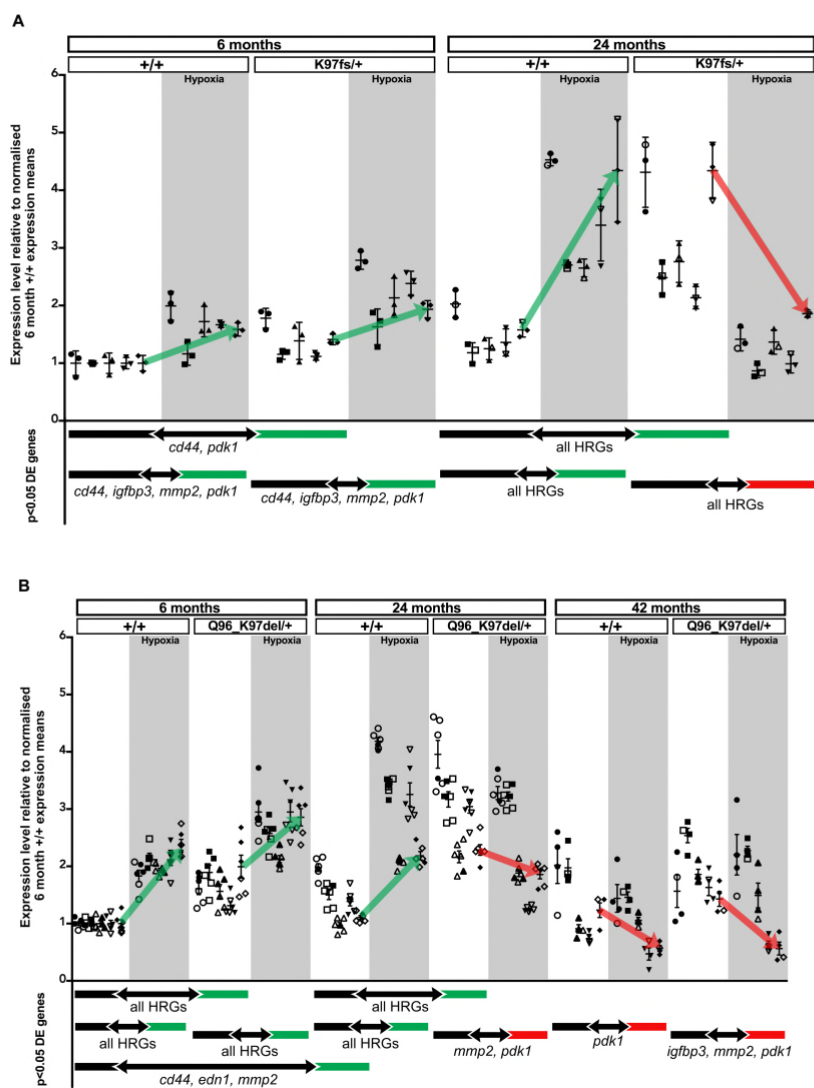 A
6 months
24 months
+/+
K97fs/+
+/+
K97fs/+
Hypoxia
Hypoxia
Hypoxia
Hypoxia
Expression level relative to normalised
6 month +/+ expression means
6
5
4
3
2
1
0
p<0.05 DE genes
cd44, pdk1
all HRGs
cd44, igfbp3, mmp2, pdk1
cd44, igfbp3, mmp2, pdk1
all HRGs
all HRGs
B
6 months
24 months
42 months
+/+
Q96_K97del/+
+/+
Q96_K97del/+
+/+
Q96_K97del/+
Hypoxia
Hypoxia
Hypoxia
Hypoxia
Hypoxia
Hypoxia
Expression level relative to normalised
6 month +/+ expression means
6
5
4
3
2
1
0
p<0.05 DE genes
all HRGs
all HRGs
all HRGs
all HRGs
all HRGs
mmp2, pdk1
pdk1
igfbp3, mmp2, pdk1
cd44, edn1, mmp2